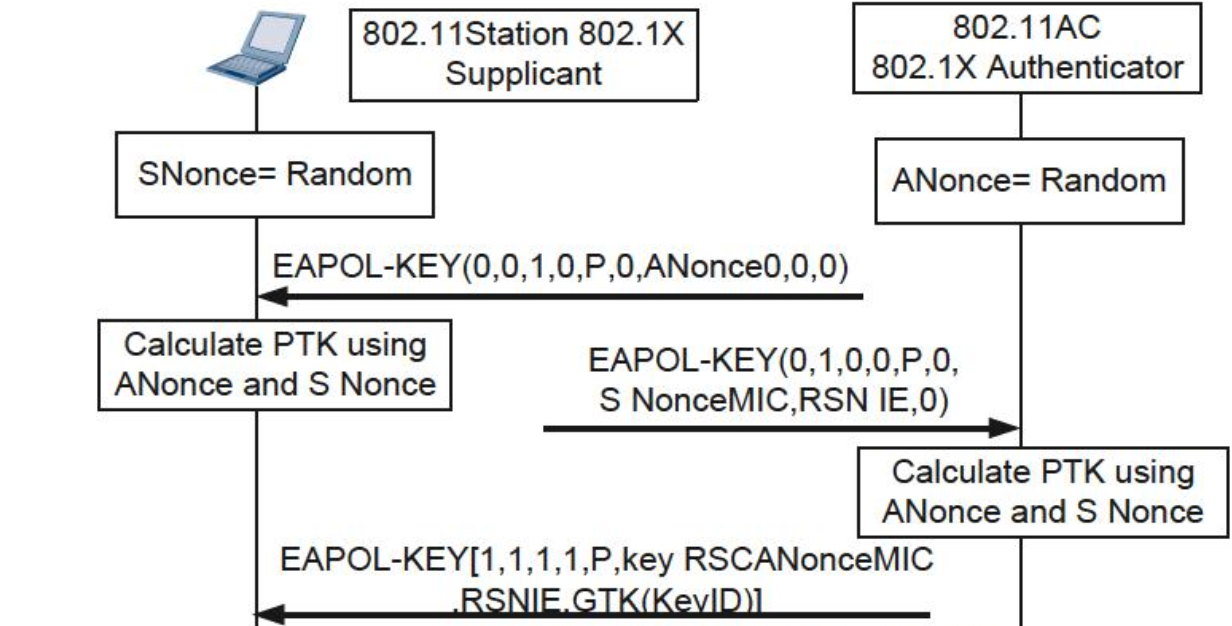 802.11Station 802.1X
Supplicant
802.11AC
802.1X Authenticator
SNonce= Random
ANonce= Random
EAPOL-KEY(0,0,1,0,P,0,ANonce0,0,0)
Calculate PTK using
ANonce and S Nonce
EAPOL-KEY(0,1,0,0,P,0,
S NonceMIC,RSN IE,0)
Calculate PTK using
ANonce and S Nonce
EAPOL-KEY[1,1,1,1,P,key RSCANonceMIC
,RSNIE,GTK(KeyID)]